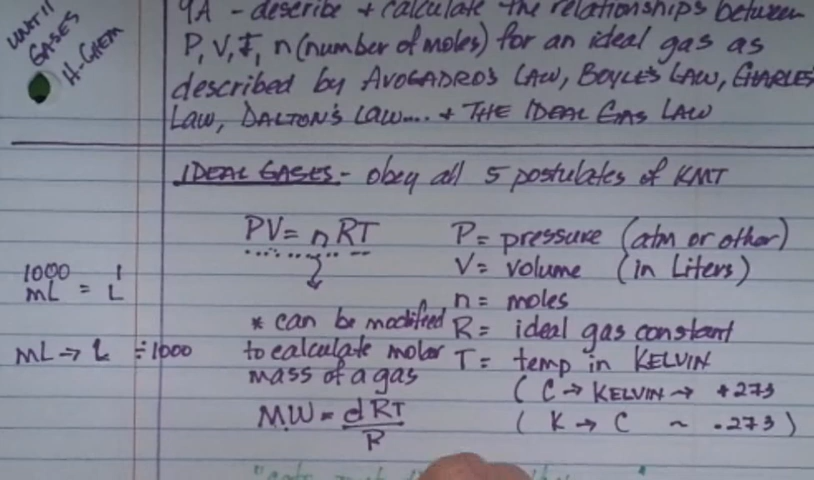 UNIT 11
GASES
H-CHEM
9A - describe + calculate the relationships between
P, V, T, n (number of moles) for an ideal gas as
described by AVOGADRO'S LAW, BOYLE'S LAW, CHARLES
LAW, DALTON'S LAW.... + THE IDEAL GAS LAW
IDEAL GASES - obey all 5 postulates of KMT
PV = nRT
P = pressure (atm or other)
V = volume (in Liters)
n = moles
R = ideal gas constant
T = temp in KELVIN
( C → KELVIN → +273
( K → C ~ -273 )
1000 mL = 1 L
mL → L ÷ 1000
* can be modified
to calculate molar
mass of a gas
MW = dRT
R